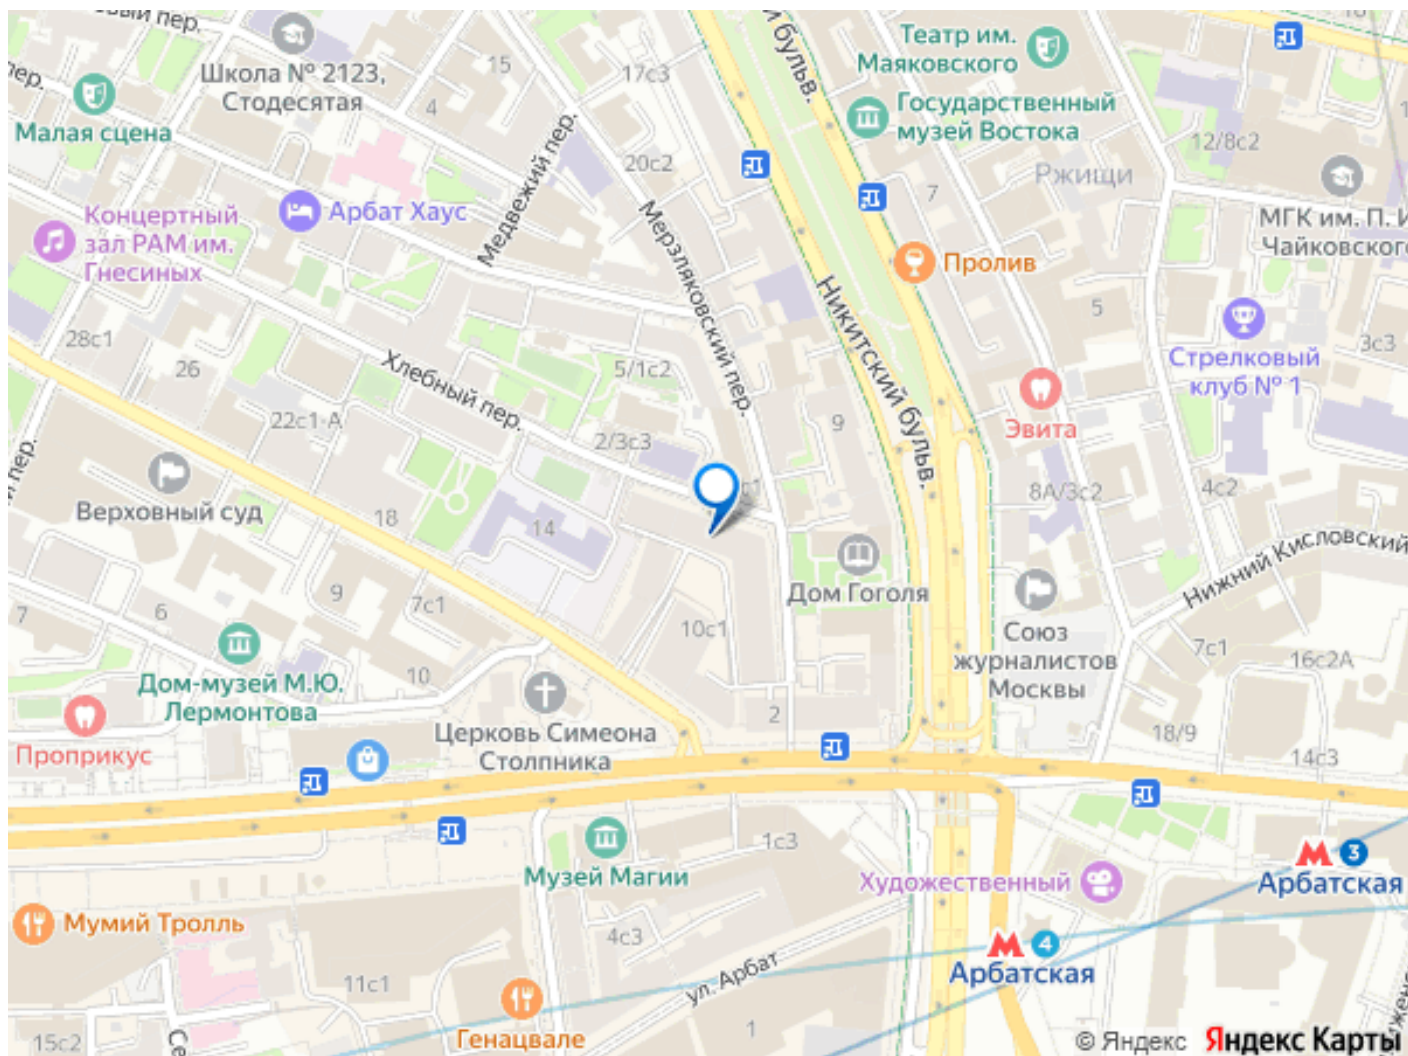 Театр им.
Маяковского
Школа № 2123,
Стодесятая
15
17с3
4
Государственный
музей Востока
Малая сцена
12/8с2
20с2
Медвежий пер.
Мерзляковский пер.
7
Ржищи
МГК им. П. И
Чайковского
Концертный
зал РАМ им.
Гнесиных
Арбат Хаус
Пролив
Никитский бульв.
5
28с1
26
Хлебный пер.
5/1с2
Стрелковый
клуб № 1
3с3
22с1-А
2/3с3
9
Эвита
Верховный суд
18
14
8А/3с2
4с2
Нижний Кисловский
Дом Гоголя
7
6
9
7с1
10с1
10
Союз
журналистов
Москвы
7с1
16с2А
Дом-музей М.Ю.
Лермонтова
Проприкус
Церковь Симеона
Столпника
2
18/9
14с3
Музей Магии
1с3
Художественный
3
Арбатская
Мумий Тролль
4с3
4
Арбатская
ул. Арбат
11с1
Генацвале
1
15с2
© Яндекс Яндекс Карты